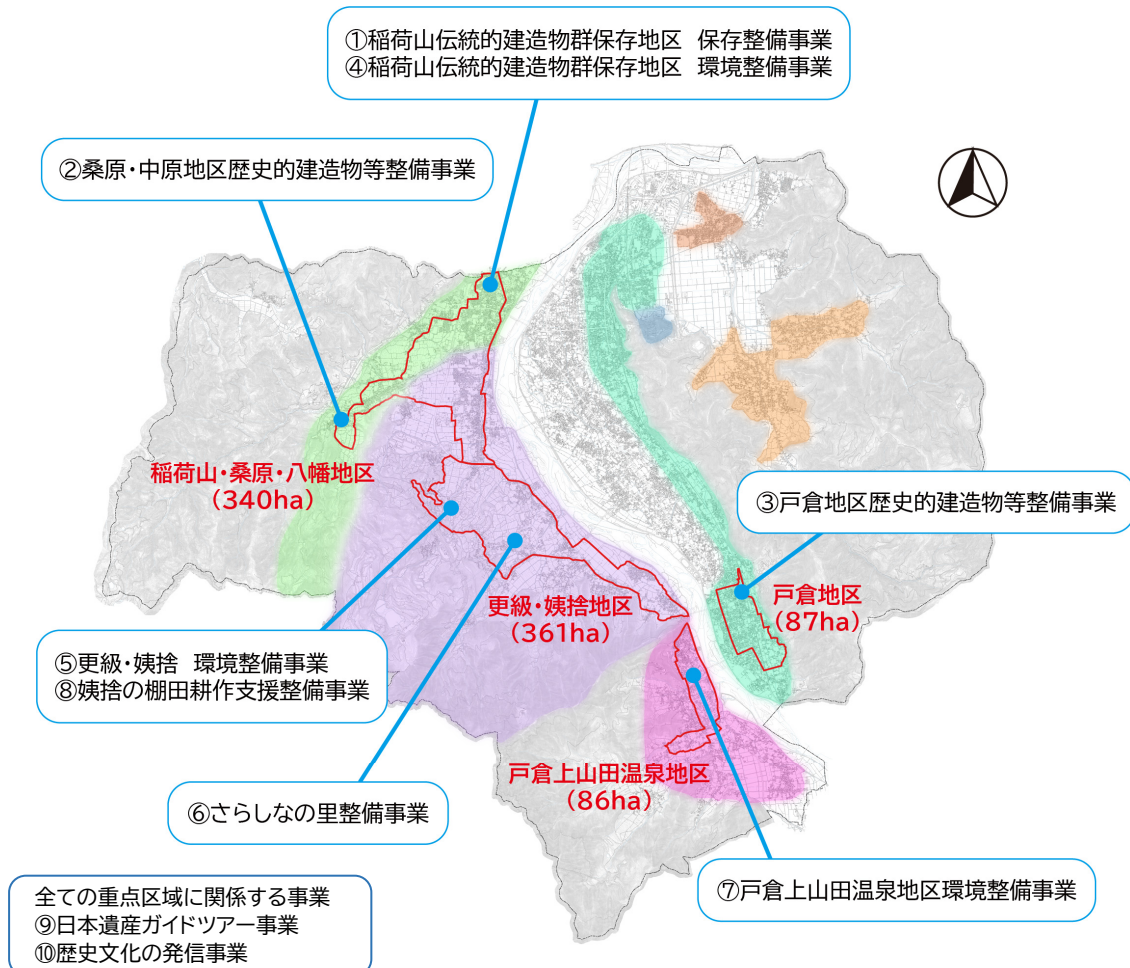 ①稲荷山伝統的建造物群保存地区 保存整備事業
④稲荷山伝統的建造物群保存地区 環境整備事業
②桑原・中原地区歴史的建造物等整備事業
稲荷山・桑原・八幡地区
(340ha)
③戸倉地区歴史的建造物等整備事業
戸倉地区
(87ha)
更級・姨捨地区
(361ha)
⑤更級・姨捨 環境整備事業
⑧姨捨の棚田耕作支援整備事業
戸倉上山田温泉地区
(86ha)
⑥さらしなの里整備事業
⑦戸倉上山田温泉地区環境整備事業
全ての重点区域に関係する事業
⑨日本遺産ガイドツアー事業
⑩歴史文化の発信事業